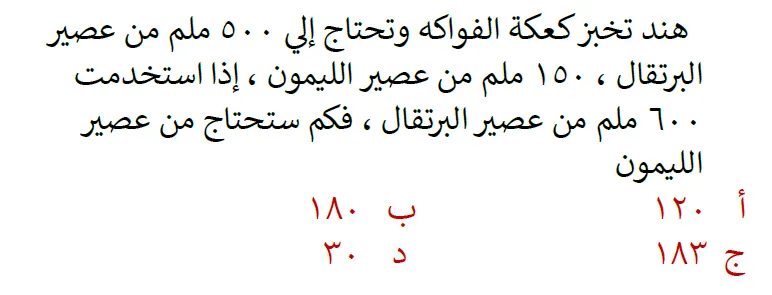 هند تخبز كعكة الفواكه وتحتاج إلي ٥٠٠ ملم من عصير
البرتقال ، ١٥٠ ملم من عصير الليمون ، إذا استخدمت
٦٠٠ ملم من عصير البرتقال ، فكم ستحتاج من عصير
الليمون
أ ١٢٠ ب ١٨٠
ج ١٨٣ د ٣٠